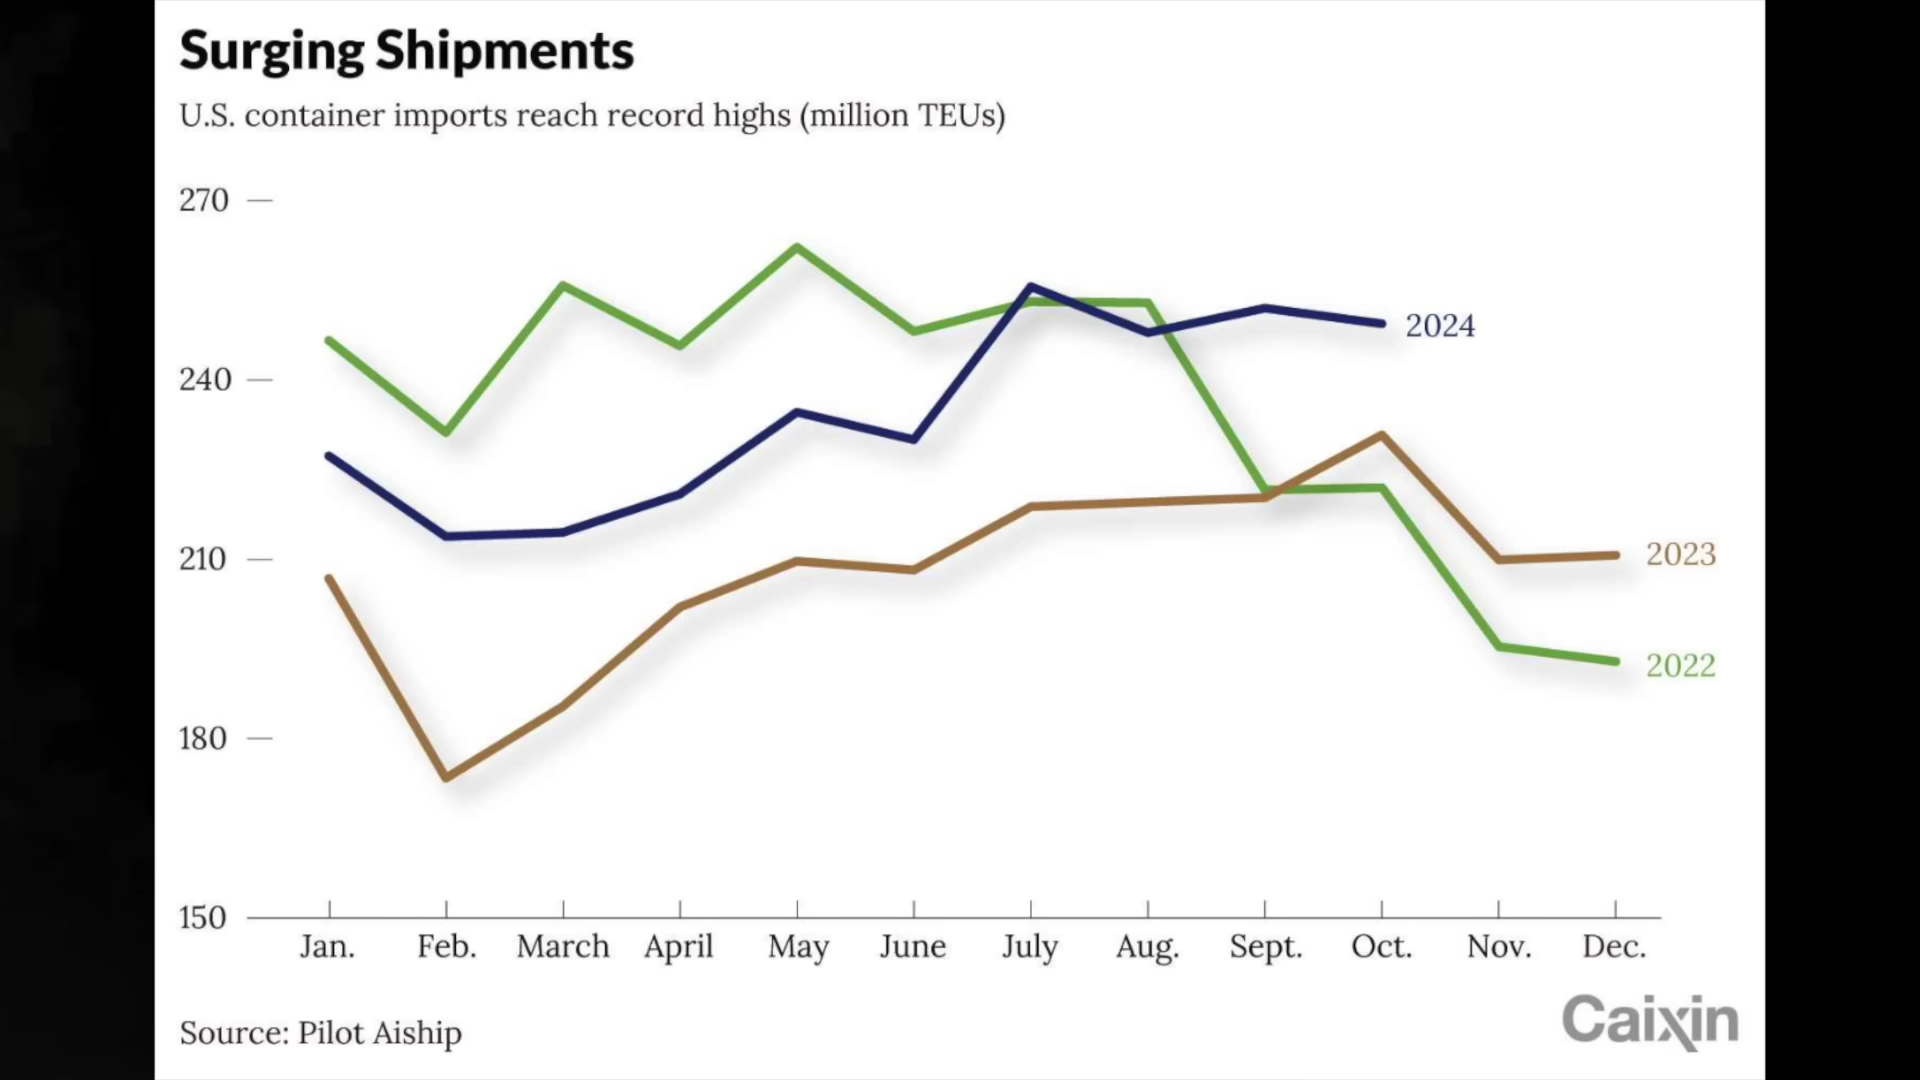 Surging Shipments
U.S. container imports reach record highs (million TEUs)
270
240
210
180
150
2024
2023
2022
Jan. Feb. March April May June July Aug. Sept. Oct. Nov. Dec.
Source: Pilot Aiship
Caixin